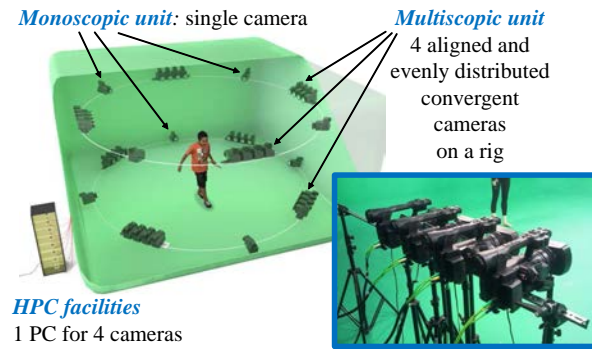 Monoscopic unit: single camera
Multiscopic unit
4 aligned and
evenly distributed
convergent
cameras
on a rig
HPC facilities
1 PC for 4 cameras